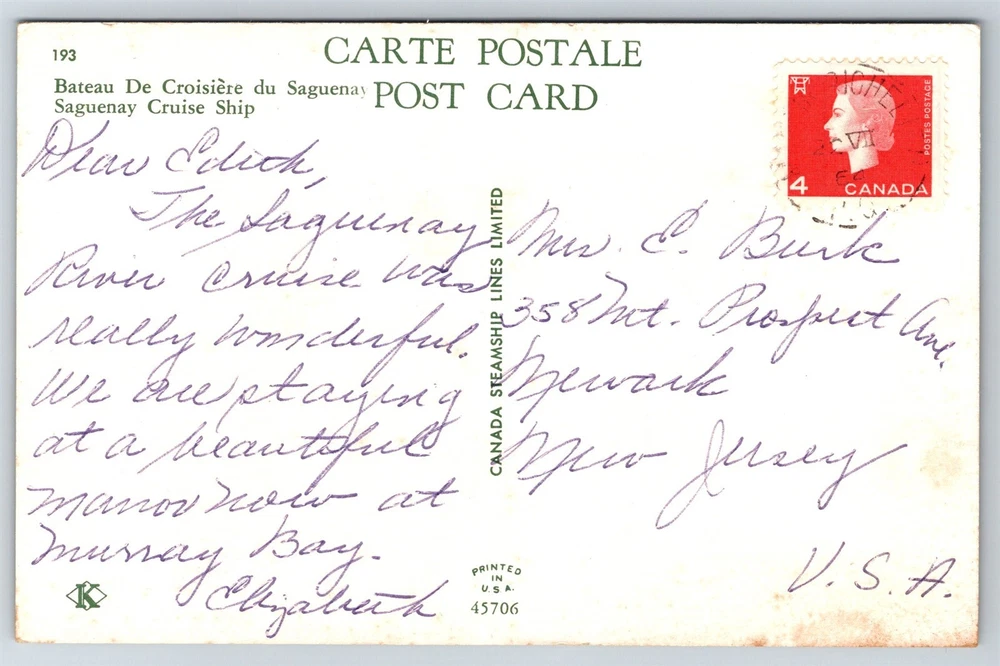 193
CARTE POSTALE
POST CARD
Bateau De Croisière du Saguenay
Saguenay Cruise Ship
Dear Edith,
The Saguenay
River cruise was
really wonderful.
We are staying
at a beautiful
manor now at
Murray Bay.
Elizabeth
CANADA STEAMSHIP LINES LIMITED
Mrs. E. Burk
358 Mt. Prospect Ave.
Newark
New Jersey
U.S.A.
POSTES POSTAGE
4 CANADA
VII
P.Q.
K
PRINTED
IN
U.S.A.
45706